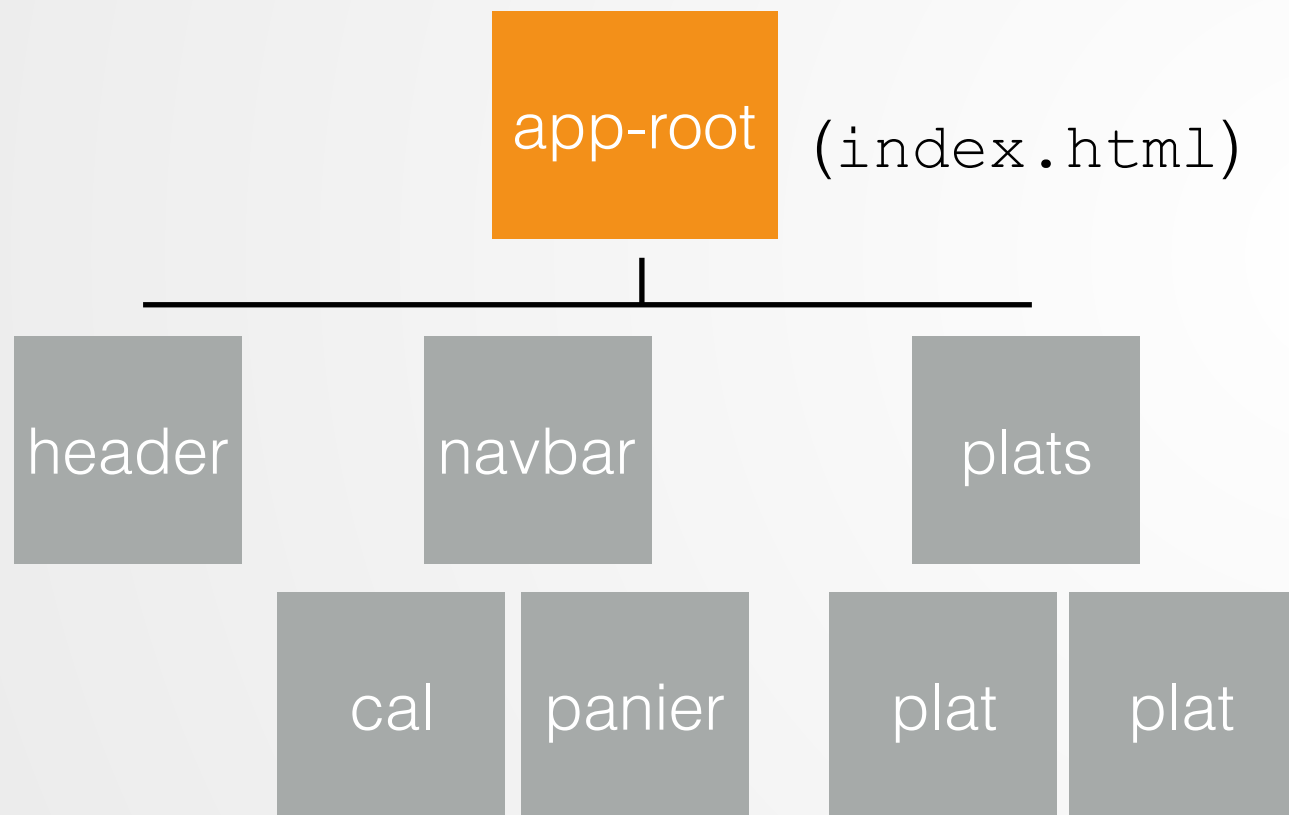 app-root
(index.html)
header
navbar
plats
cal
panier
plat
plat